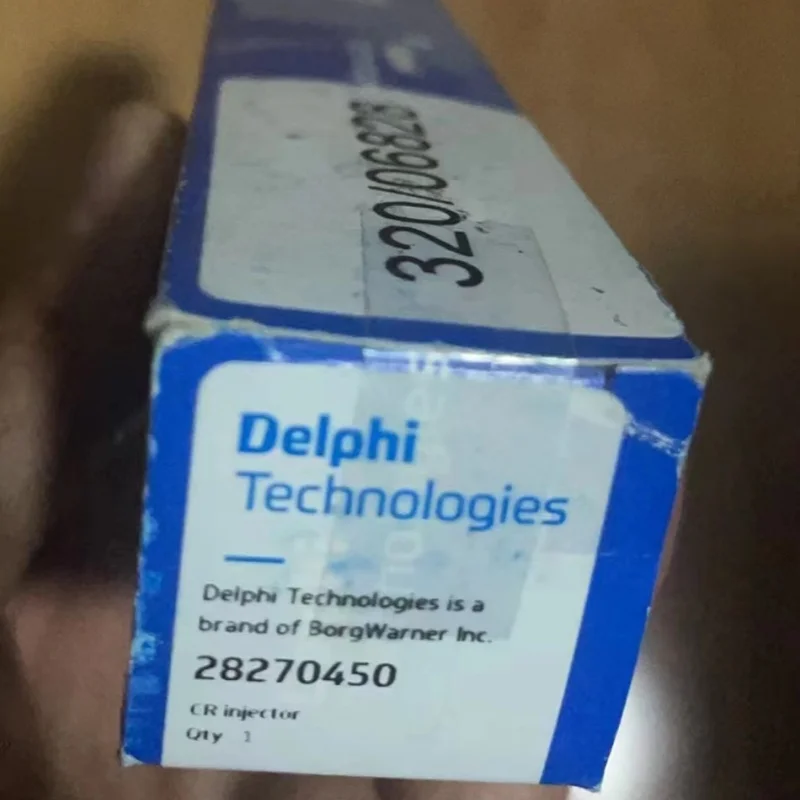 320/06828
Delphi
Technologies
Delphi Technologies is a
brand of BorgWarner Inc.
28270450
CR injector
Qty 1